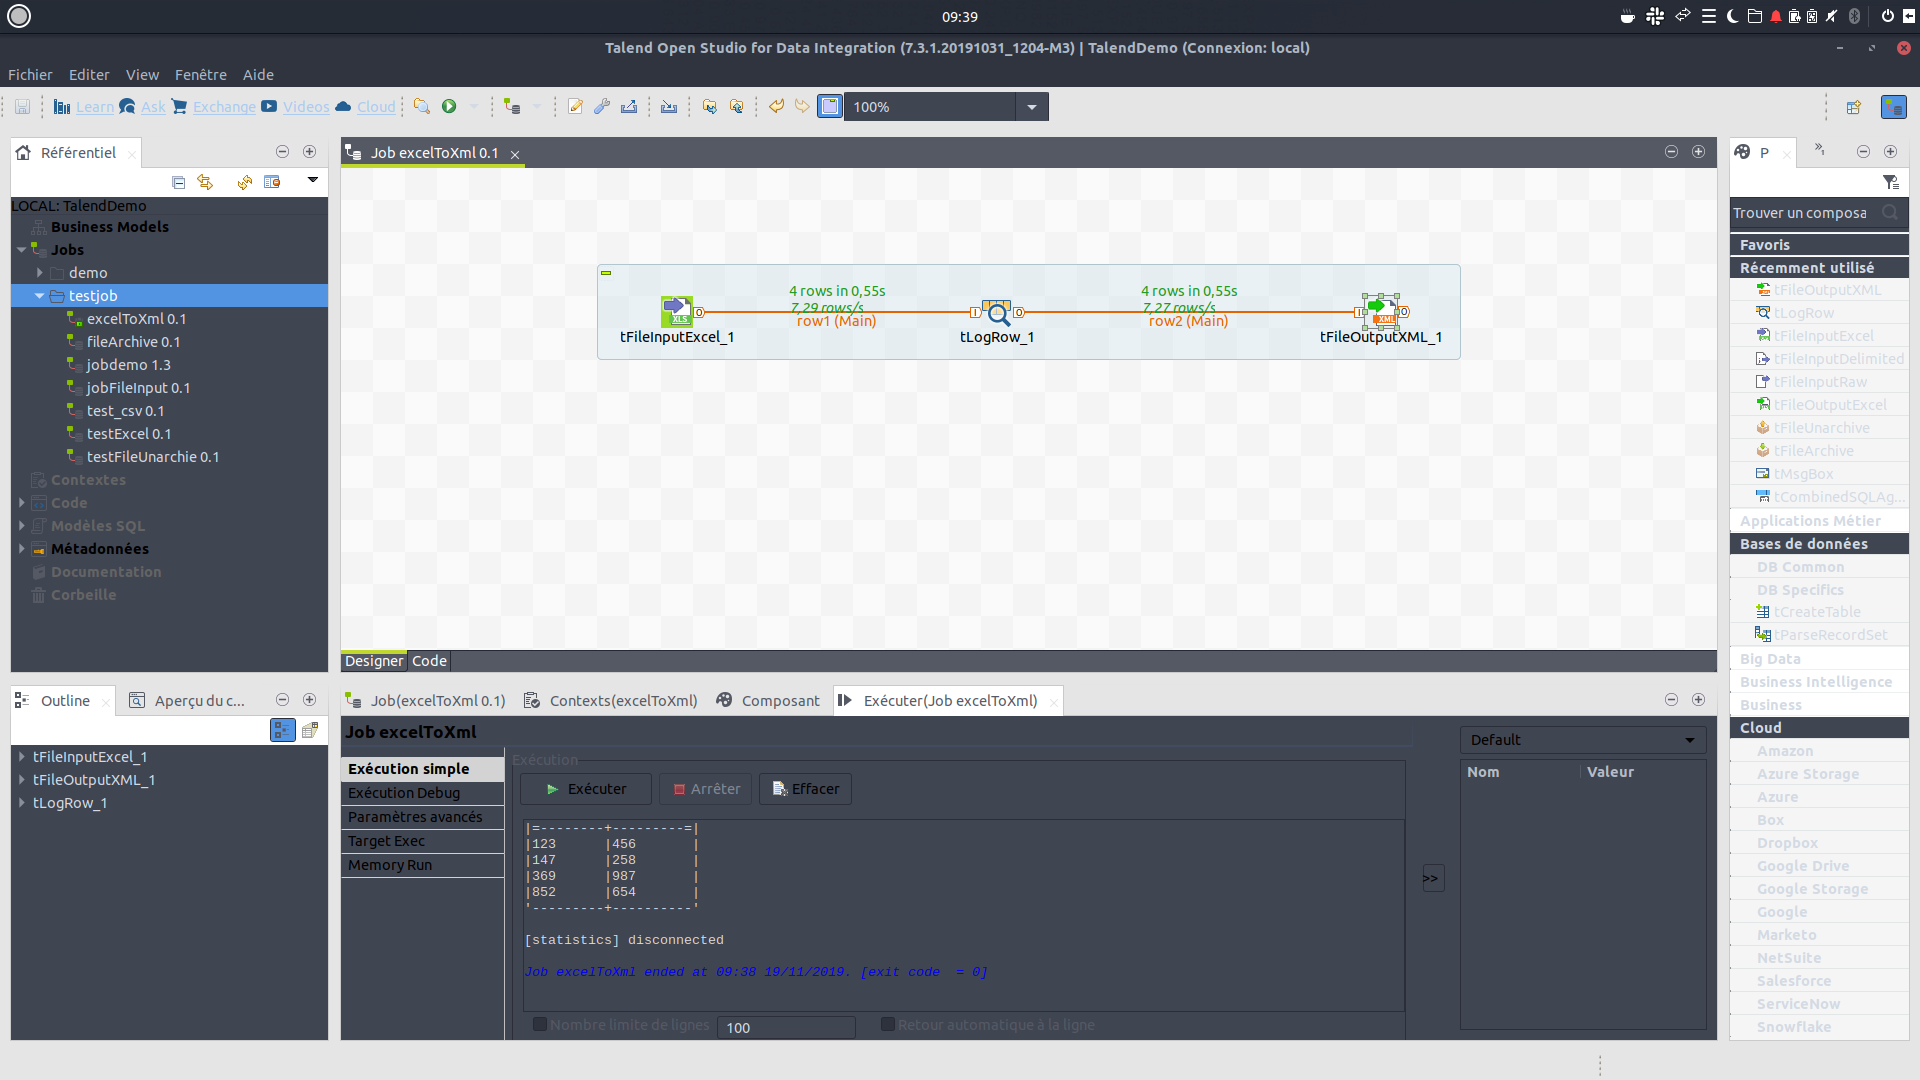 09:39
Talend Open Studio for Data Integration (7.3.1.20191031_1204-M3) | TalendDemo (Connexion: local)
Fichier Editer View Fenêtre Aide
Learn Ask Exchange Videos Cloud 100%
Référentiel
LOCAL: TalendDemo
Business Models
Jobs
demo
testjob
excelToXml 0.1
fileArchive 0.1
jobdemo 1.3
jobFileInput 0.1
test_csv 0.1
testExcel 0.1
testFileUnarchie 0.1
Contextes
Code
Modèles SQL
Métadonnées
Documentation
Corbeille
Job excelToXml 0.1
4 rows in 0,55s
7,29 rows/s
row1 (Main)
4 rows in 0,55s
7,27 rows/s
row2 (Main)
XLS
XML
tFileInputExcel_1
tLogRow_1
tFileOutputXML_1
Designer Code
P
Trouver un composa
Favoris
Récemment utilisé
tFileOutputXML
tLogRow
tFileInputExcel
tFileInputDelimited
tFileInputRaw
tFileOutputExcel
tFileUnarchive
tFileArchive
tMsgBox
tCombinedSQLAg...
Applications Métier
Bases de données
DB Common
DB Specifics
tCreateTable
tParseRecordSet
Big Data
Business Intelligence
Business
Cloud
Amazon
Azure Storage
Azure
Box
Dropbox
Google Drive
Google Storage
Google
Marketo
NetSuite
Salesforce
ServiceNow
Snowflake
Outline Aperçu du c...
tFileInputExcel_1
tFileOutputXML_1
tLogRow_1
Job(excelToXml 0.1) Contexts(excelToXml) Composant Exécuter(Job excelToXml)
Job excelToXml
Exécution simple
Exécution Debug
Paramètres avancés
Target Exec
Memory Run
Exécution
Exécuter Arrêter Effacer
|=--------+---------=|
|123 |456 |
|147 |258 |
|369 |987 |
|852 |654 |
'---------+----------'
[statistics] disconnected
Job excelToXml ended at 09:38 19/11/2019. [exit code = 0]
Nombre limite de lignes 100 Retour automatique à la ligne
>>
Default
Nom Valeur